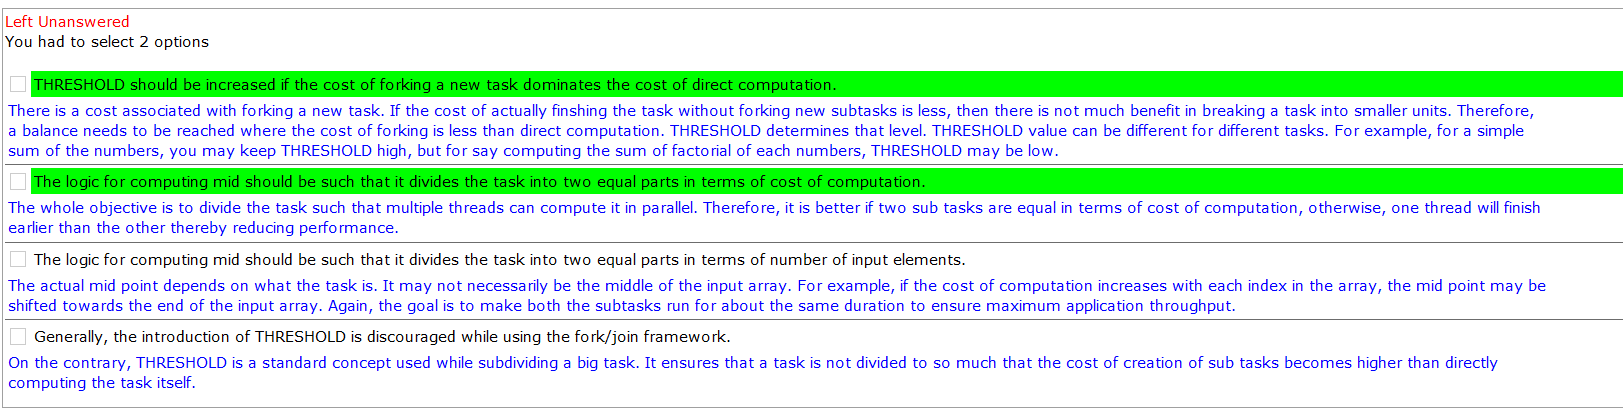 Left Unanswered
You had to select 2 options
THRESHOLD should be increased if the cost of forking a new task dominates the cost of direct computation.
There is a cost associated with forking a new task. If the cost of actually finshing the task without forking new subtasks is less, then there is not much benefit in breaking a task into smaller units. Therefore,
a balance needs to be reached where the cost of forking is less than direct computation. THRESHOLD determines that level. THRESHOLD value can be different for different tasks. For example, for a simple
sum of the numbers, you may keep THRESHOLD high, but for say computing the sum of factorial of each numbers, THRESHOLD may be low.
The logic for computing mid should be such that it divides the task into two equal parts in terms of cost of computation.
The whole objective is to divide the task such that multiple threads can compute it in parallel. Therefore, it is better if two sub tasks are equal in terms of cost of computation, otherwise, one thread will finish
earlier than the other thereby reducing performance.
The logic for computing mid should be such that it divides the task into two equal parts in terms of number of input elements.
The actual mid point depends on what the task is. It may not necessarily be the middle of the input array. For example, if the cost of computation increases with each index in the array, the mid point may be
shifted towards the end of the input array. Again, the goal is to make both the subtasks run for about the same duration to ensure maximum application throughput.
Generally, the introduction of THRESHOLD is discouraged while using the fork/join framework.
On the contrary, THRESHOLD is a standard concept used while subdividing a big task. It ensures that a task is not divided to so much that the cost of creation of sub tasks becomes higher than directly
computing the task itself.